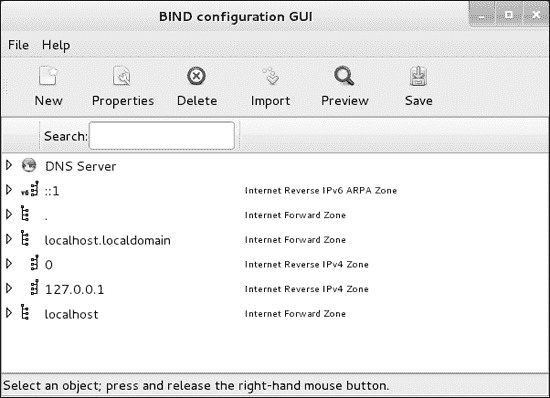 BIND configuration GUI
File Help
New Properties Delete Import Preview Save
Search:
DNS Server
v6 ::1 Internet Reverse IPv6 ARPA Zone
. Internet Forward Zone
localhost.localdomain Internet Forward Zone
0 Internet Reverse IPv4 Zone
127.0.0.1 Internet Reverse IPv4 Zone
localhost Internet Forward Zone
Select an object; press and release the right-hand mouse button.